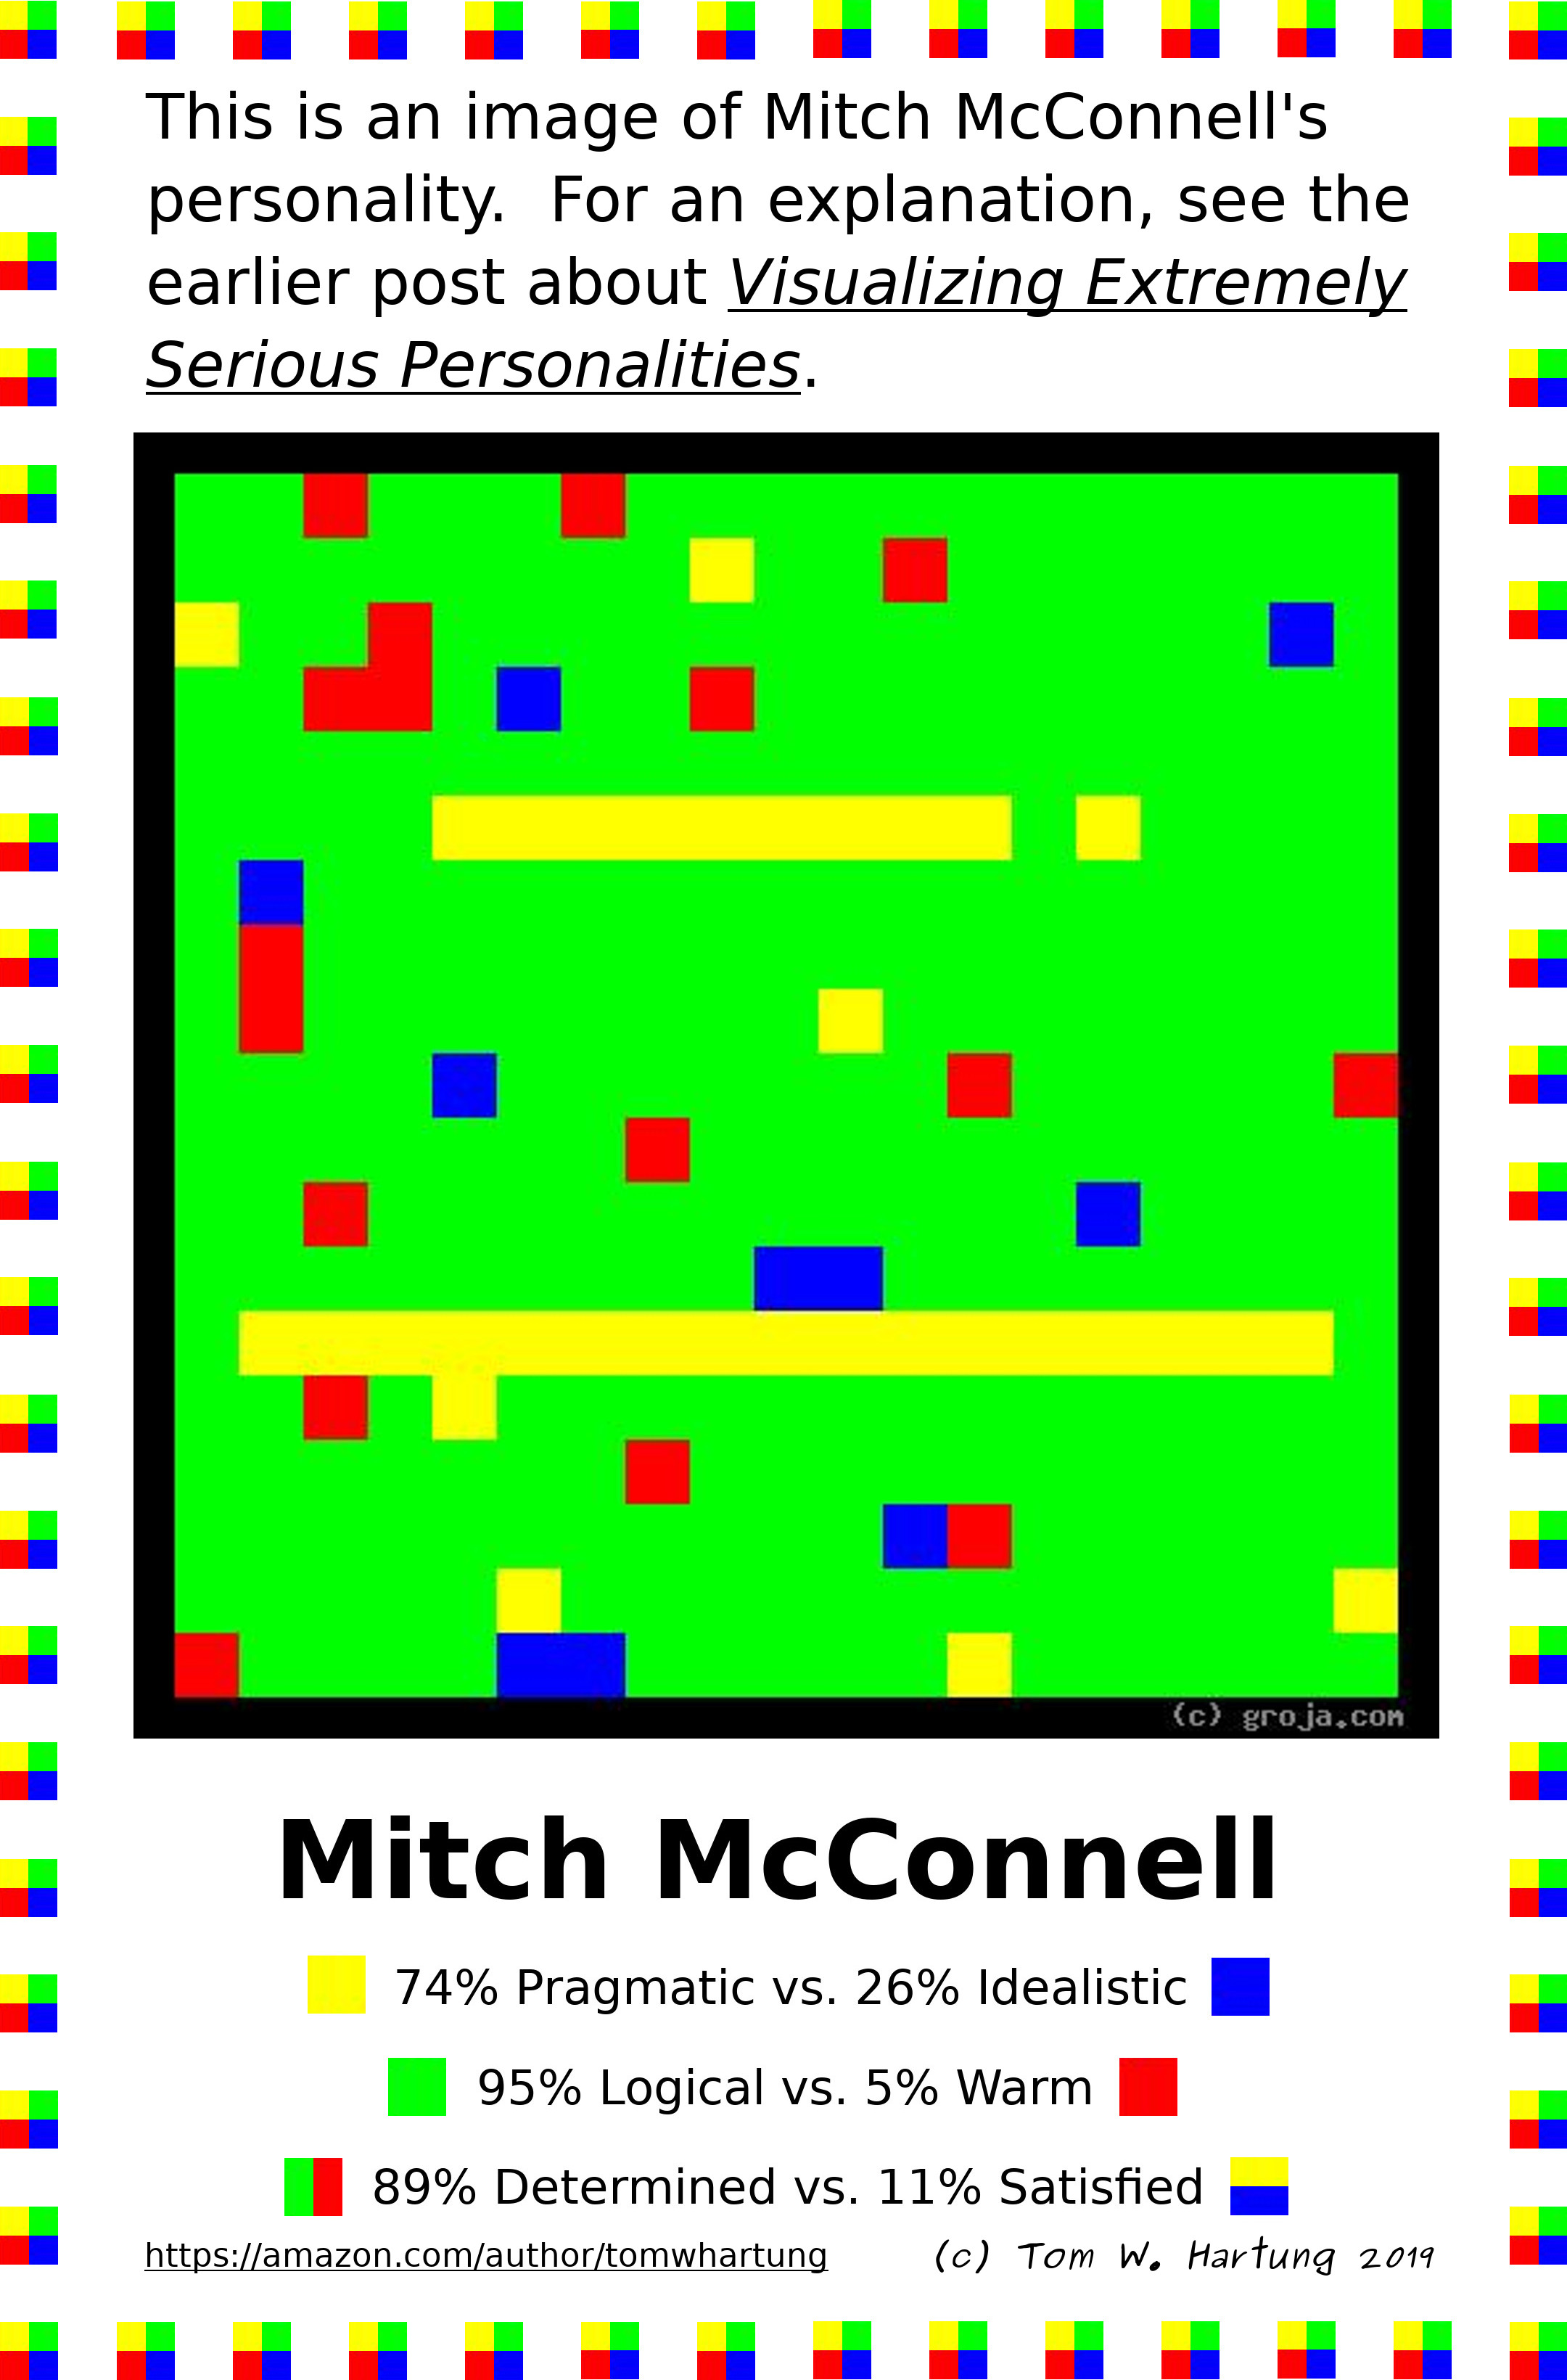 This is an image of Mitch McConnell's
personality.  For an explanation, see the
earlier post about Visualizing Extremely
Serious Personalities.
(c) groja.com
Mitch McConnell
74% Pragmatic vs. 26% Idealistic
95% Logical vs. 5% Warm
89% Determined vs. 11% Satisfied
https://amazon.com/author/tomwhartung
(c) Tom W. Hartung 2019